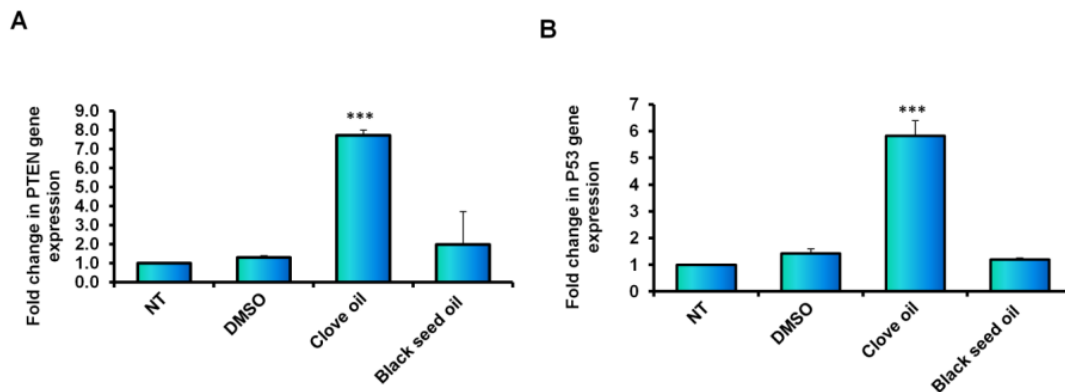 A
Fold change in PTEN gene
expression
9.0
8.0
7.0
6.0
5.0
4.0
3.0
2.0
1.0
0.0
***
NT
DMSO
Clove oil
Black seed oil
B
Fold change in P53 gene
expression
7
6
5
4
3
2
1
0
***
NT
DMSO
Clove oil
Black seed oil